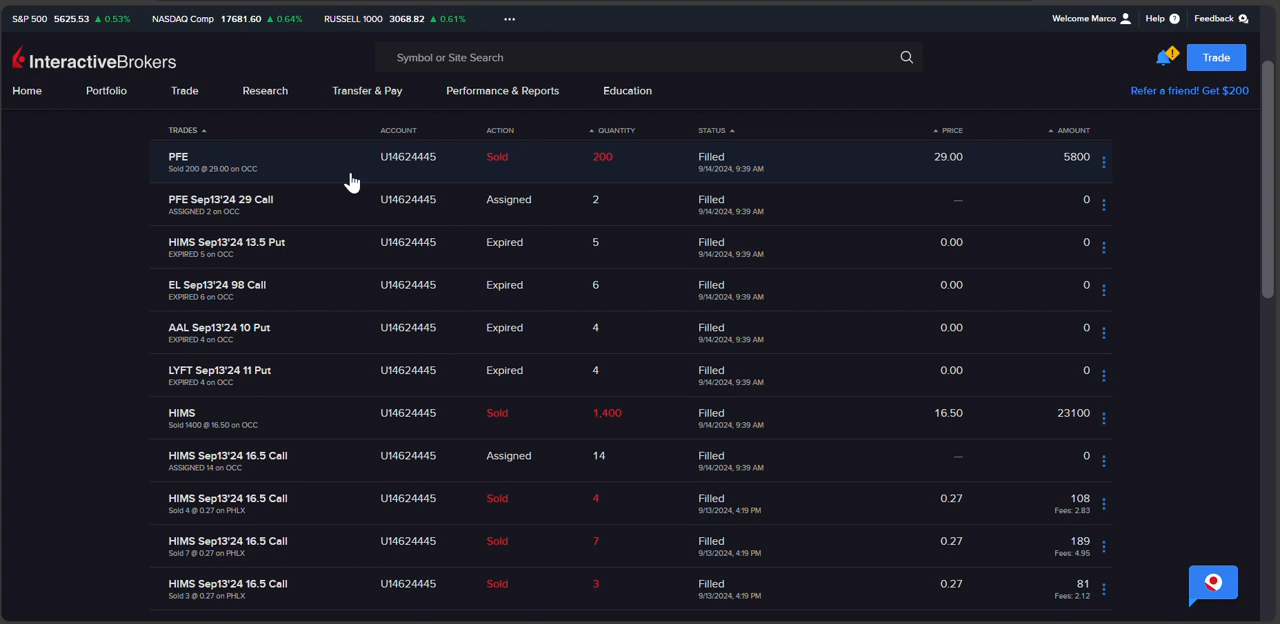 S&P 500 5625.53 ▲ 0.53% NASDAQ Comp 17681.60 ▲ 0.64% RUSSELL 1000 3068.82 ▲ 0.61% ••• Welcome Marco Help ? Feedback
InteractiveBrokers Symbol or Site Search Trade
Home Portfolio Trade Research Transfer & Pay Performance & Reports Education Refer a friend! Get $200
TRADES ▲ ACCOUNT ACTION ▲ QUANTITY STATUS ▲ ▲ PRICE ▲ AMOUNT
PFE U14624445 Sold 200 Filled 29.00 5800
Sold 200 @ 29.00 on OCC 9/14/2024, 9:39 AM
PFE Sep13'24 29 Call U14624445 Assigned 2 Filled — 0
ASSIGNED 2 on OCC 9/14/2024, 9:39 AM
HIMS Sep13'24 13.5 Put U14624445 Expired 5 Filled 0.00 0
EXPIRED 5 on OCC 9/14/2024, 9:39 AM
EL Sep13'24 98 Call U14624445 Expired 6 Filled 0.00 0
EXPIRED 6 on OCC 9/14/2024, 9:39 AM
AAL Sep13'24 10 Put U14624445 Expired 4 Filled 0.00 0
EXPIRED 4 on OCC 9/14/2024, 9:39 AM
LYFT Sep13'24 11 Put U14624445 Expired 4 Filled 0.00 0
EXPIRED 4 on OCC 9/14/2024, 9:39 AM
HIMS U14624445 Sold 1,400 Filled 16.50 23100
Sold 1400 @ 16.50 on OCC 9/14/2024, 9:39 AM
HIMS Sep13'24 16.5 Call U14624445 Assigned 14 Filled — 0
ASSIGNED 14 on OCC 9/14/2024, 9:39 AM
HIMS Sep13'24 16.5 Call U14624445 Sold 4 Filled 0.27 108
Sold 4 @ 0.27 on PHLX 9/13/2024, 4:19 PM Fees: 2.83
HIMS Sep13'24 16.5 Call U14624445 Sold 7 Filled 0.27 189
Sold 7 @ 0.27 on PHLX 9/13/2024, 4:19 PM Fees: 4.95
HIMS Sep13'24 16.5 Call U14624445 Sold 3 Filled 0.27 81
Sold 3 @ 0.27 on PHLX 9/13/2024, 4:19 PM Fees: 2.12